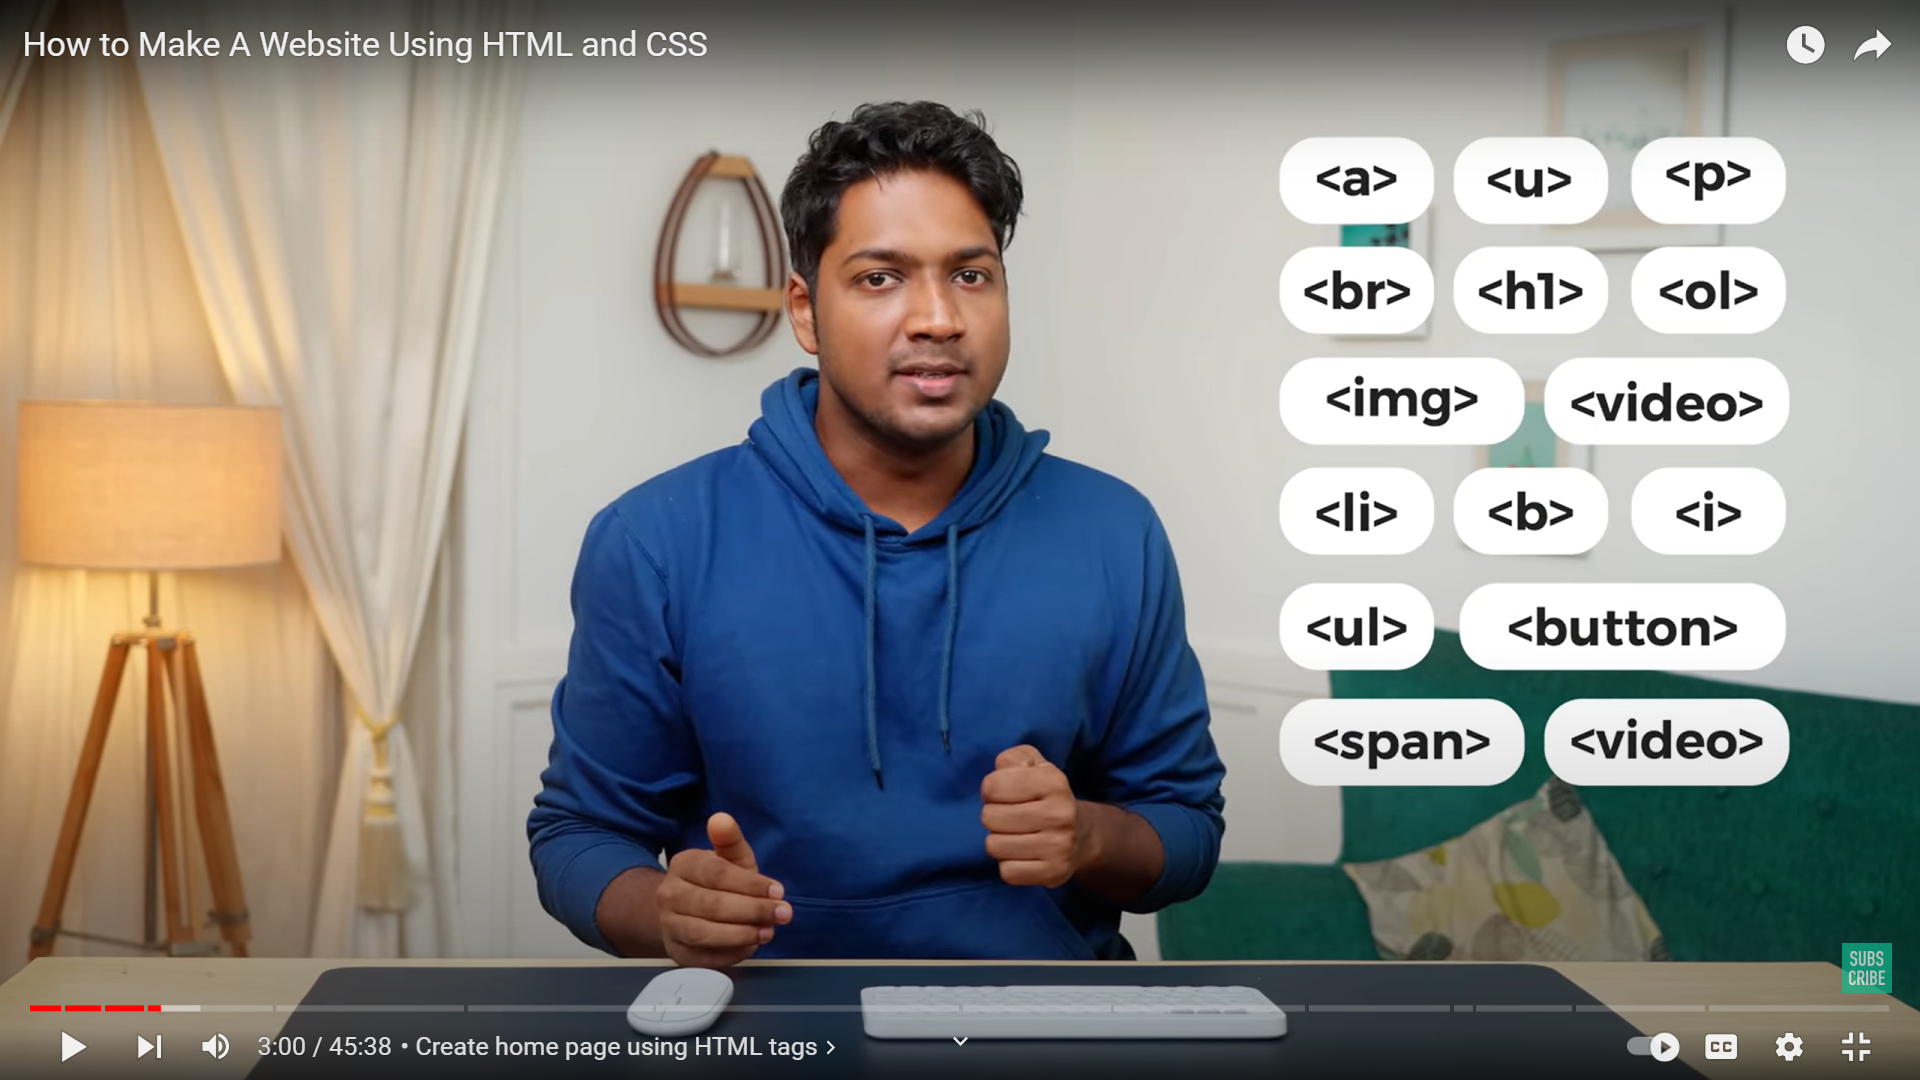 How to Make A Website Using HTML and CSS
<a> <u> <p>
<br> <h1> <ol>
<img> <video>
<li> <b> <i>
<ul> <button>
<span> <video>
SUBS
CRIBE
3:00 / 45:38 • Create home page using HTML tags >
CC